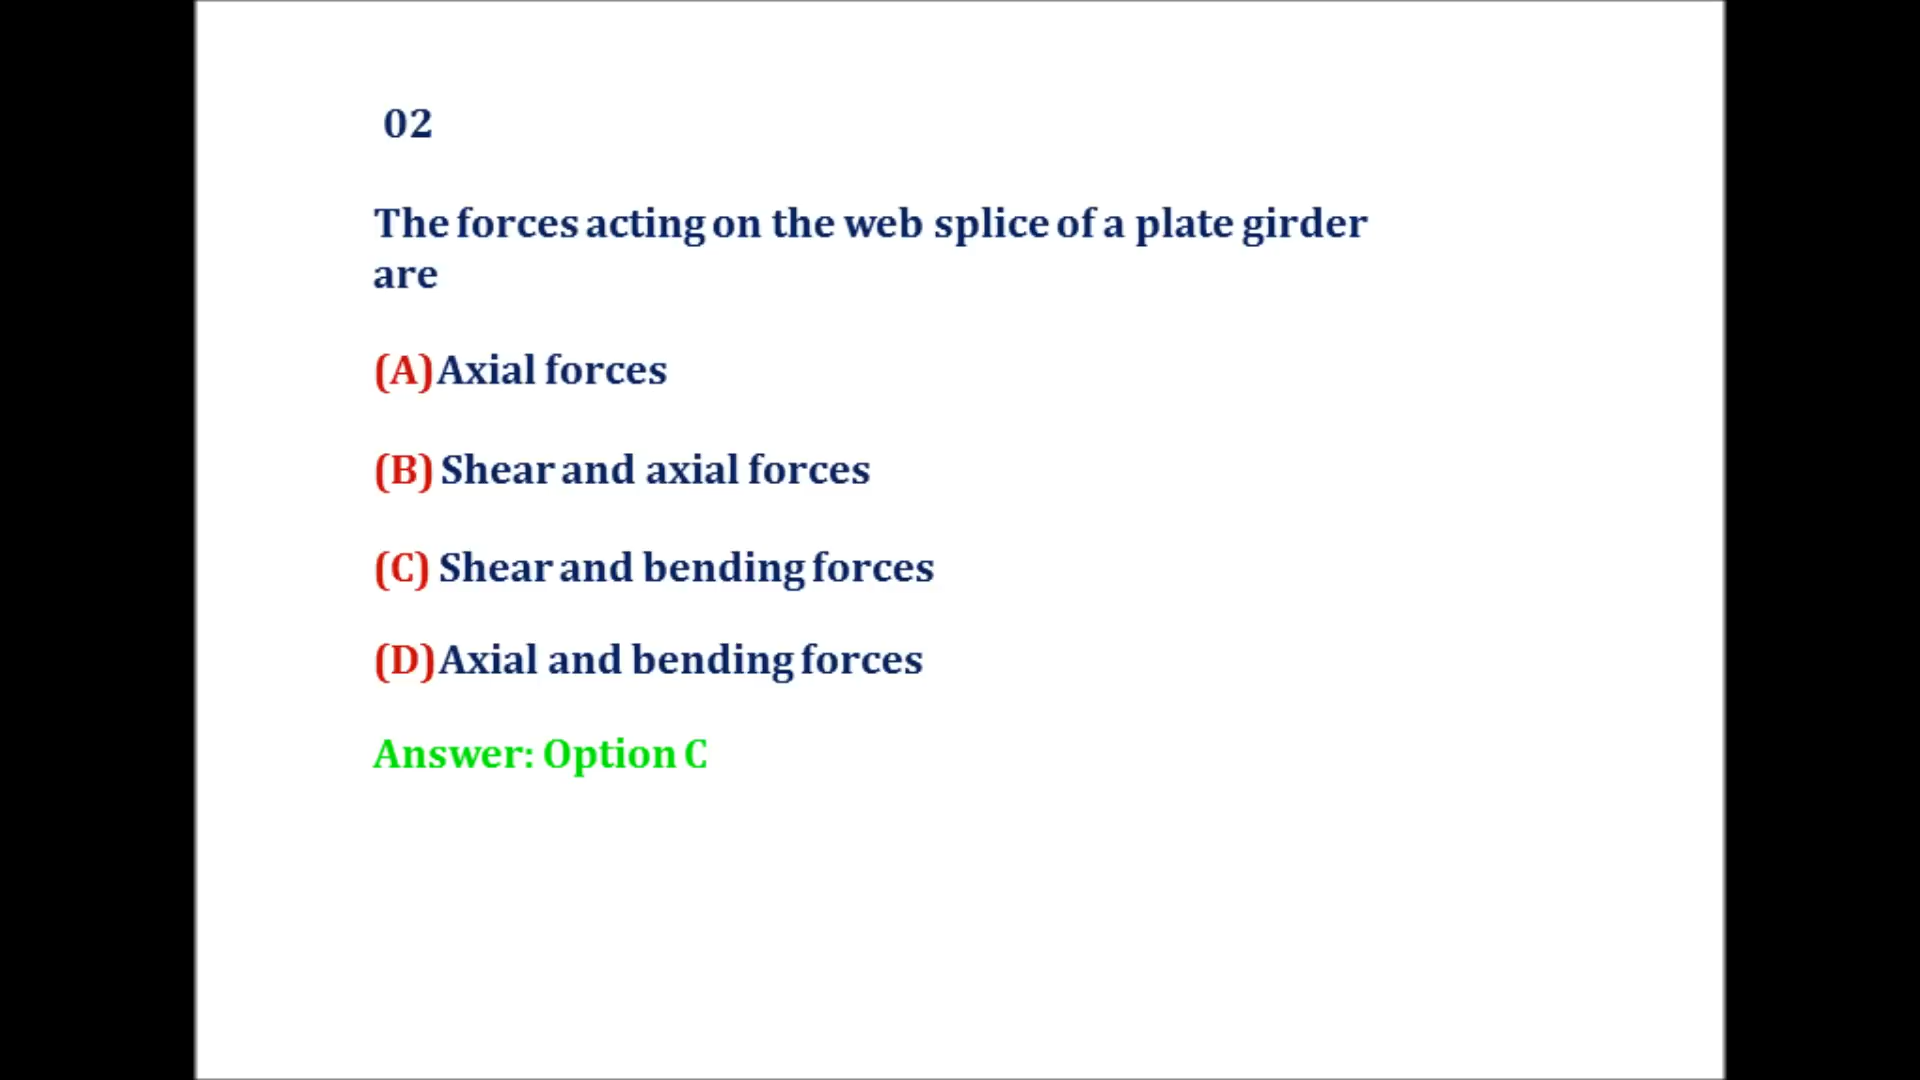 02
The forces acting on the web splice of a plate girder
are
(A)Axial forces
(B) Shear and axial forces
(C) Shear and bending forces
(D)Axial and bending forces
Answer: Option C